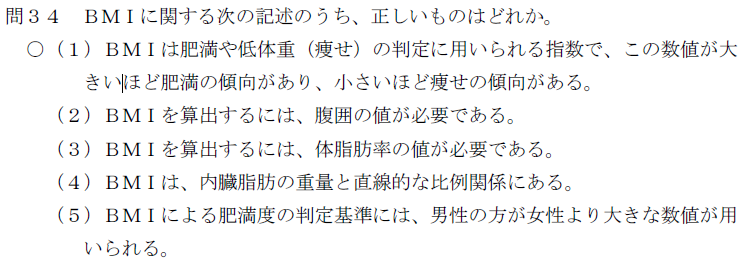 問３４　ＢＭＩに関する次の記述のうち、正しいものはどれか。
○（１）ＢＭＩは肥満や低体重（痩せ）の判定に用いられる指数で、この数値が大
きいほど肥満の傾向があり、小さいほど痩せの傾向がある。
（２）ＢＭＩを算出するには、腹囲の値が必要である。
（３）ＢＭＩを算出するには、体脂肪率の値が必要である。
（４）ＢＭＩは、内臓脂肪の重量と直線的な比例関係にある。
（５）ＢＭＩによる肥満度の判定基準には、男性の方が女性より大きな数値が用
いられる。